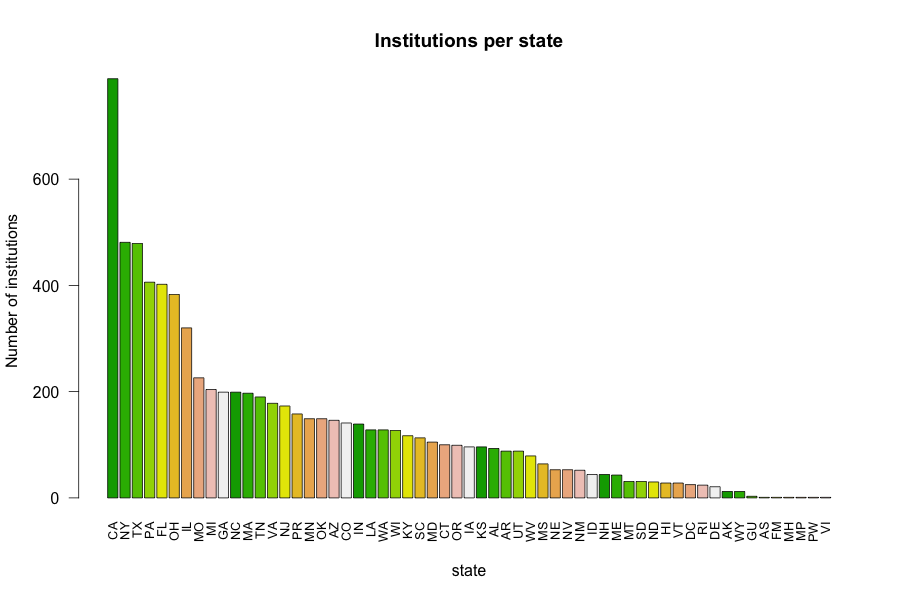 Institutions per state
Number of institutions
600
400
200
0
CA NY TX PA FL OH IL MO MI GA NC MA TN VA NJ PR MN OK AZ CO IN LA WA WI KY SC MD CT OR IA KS AL AR UT WV MS NE NV NM ID NH ME MT SD ND HI VT DC RI DE AK WY GU AS FM MH MP PW VI
state